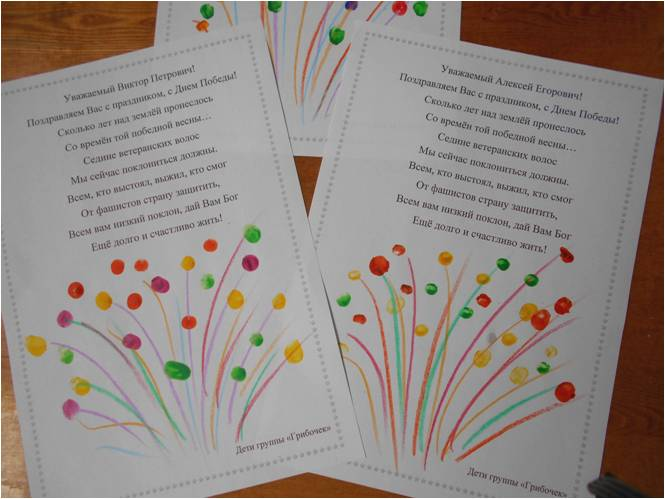 Уважаемый Виктор Петрович!
Поздравляем Вас с праздником, с Днем Победы!
Сколько лет над землёй пронеслось
Со времён той победной весны…
Седине ветеранских волос
Мы сейчас поклониться должны.
Всем, кто выстоял, выжил, кто смог
От фашистов страну защитить,
Всем вам низкий поклон, дай Вам Бог
Ещё долго и счастливо жить!
Дети группы «Грибочек»
Уважаемый Алексей Егорович!
Поздравляем Вас с праздником, с Днем Победы!
Сколько лет над землёй пронеслось
Со времён той победной весны…
Седине ветеранских волос
Мы сейчас поклониться должны.
Всем, кто выстоял, выжил, кто смог
От фашистов страну защитить,
Всем вам низкий поклон, дай Вам Бог
Ещё долго и счастливо жить!
Дети группы «Грибочек»